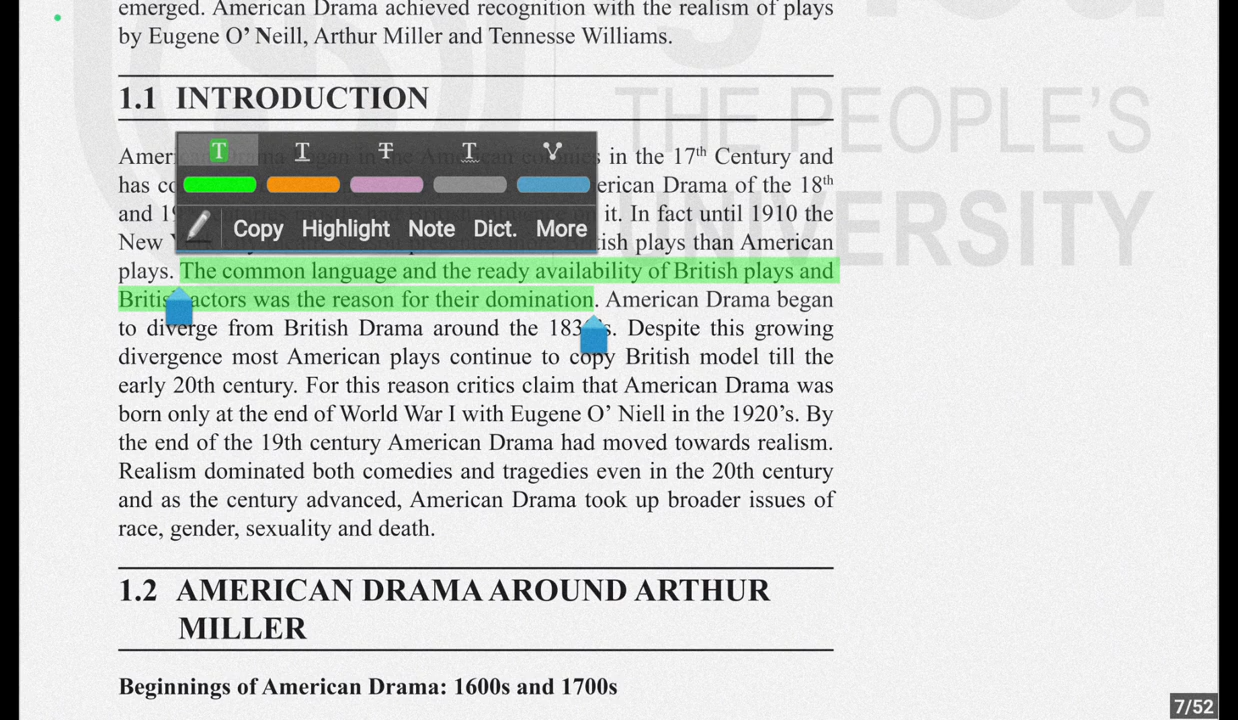 emerged. American Drama achieved recognition with the realism of plays
by Eugene O’ Neill, Arthur Miller and Tennesse Williams.
THE PEOPLE’S
UNIVERSITY
1.1 INTRODUCTION
T T T T
in the 17th Century and
has erican Drama of the 18th
and it. In fact until 1910 the
Copy Highlight Note Dict. More
New plays than American
plays. The common language and the ready availability of British plays and
British actors was the reason for their domination. American Drama began
to diverge from British Drama around the Despite this growing
divergence most American plays continue to copy British model till the
early 20th century. For this reason critics claim that American Drama was
born only at the end of World War I with Eugene O’ Niell in the 1920’s. By
the end of the 19th century American Drama had moved towards realism.
Realism dominated both comedies and tragedies even in the 20th century
and as the century advanced, American Drama took up broader issues of
race, gender, sexuality and death.
1.2 AMERICAN DRAMA AROUND ARTHUR
MILLER
Beginnings of American Drama: 1600s and 1700s
7/52